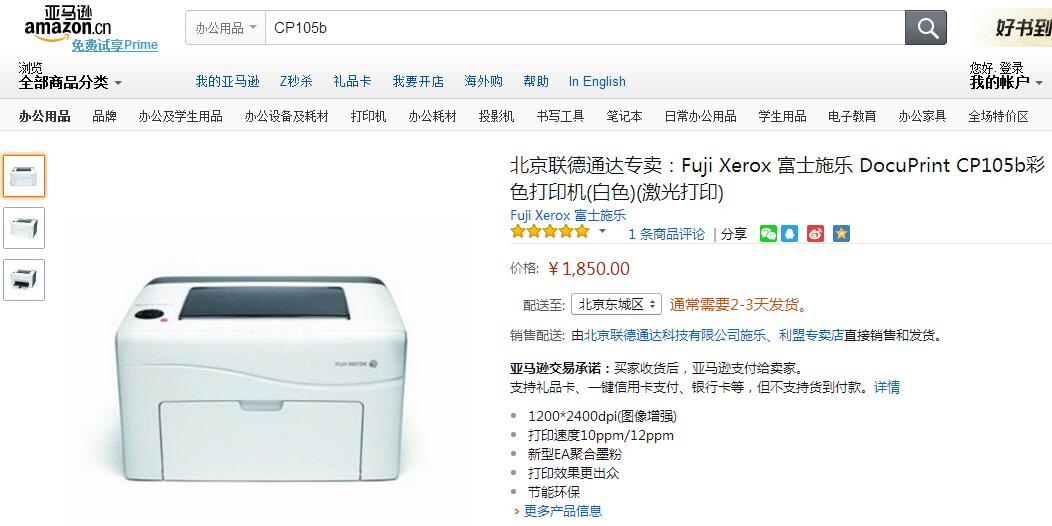 亚马逊
amazon.cn
免费试享Prime
办公用品
CP105b
好书到
浏览
全部商品分类
我的亚马逊 Z秒杀 礼品卡 我要开店 海外购 帮助 In English
您好. 登录
我的帐户
办公用品 品牌 办公及学生用品 办公设备及耗材 打印机 办公耗材 投影机 书写工具 笔记本 日常办公用品 学生用品 电子教育 办公家具 全场特价区
北京联德通达专卖：Fuji Xerox 富士施乐 DocuPrint CP105b彩
色打印机(白色)(激光打印)
Fuji Xerox 富士施乐
1 条商品评论 | 分享
价格: ￥1,850.00
配送至: 北京东城区 通常需要2-3天发货。
销售配送: 由北京联德通达科技有限公司施乐、利盟专卖店直接销售和发货。
亚马逊交易承诺：买家收货后，亚马逊支付给卖家。
支持礼品卡、一键信用卡支付、银行卡等，但不支持货到付款。详情
1200*2400dpi(图像增强)
打印速度10ppm/12ppm
新型EA聚合墨粉
打印效果更出众
节能环保
› 更多产品信息
FUJI XEROX